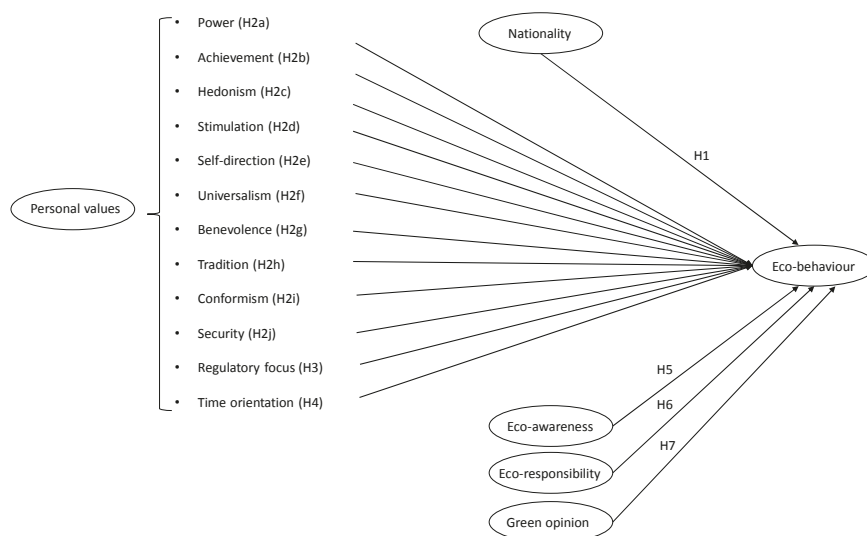 Personal values
• Power (H2a)
• Achievement (H2b)
• Hedonism (H2c)
• Stimulation (H2d)
• Self-direction (H2e)
• Universalism (H2f)
• Benevolence (H2g)
• Tradition (H2h)
• Conformism (H2i)
• Security (H2j)
• Regulatory focus (H3)
• Time orientation (H4)
Nationality
H1
Eco-behaviour
H5
H6
H7
Eco-awareness
Eco-responsibility
Green opinion